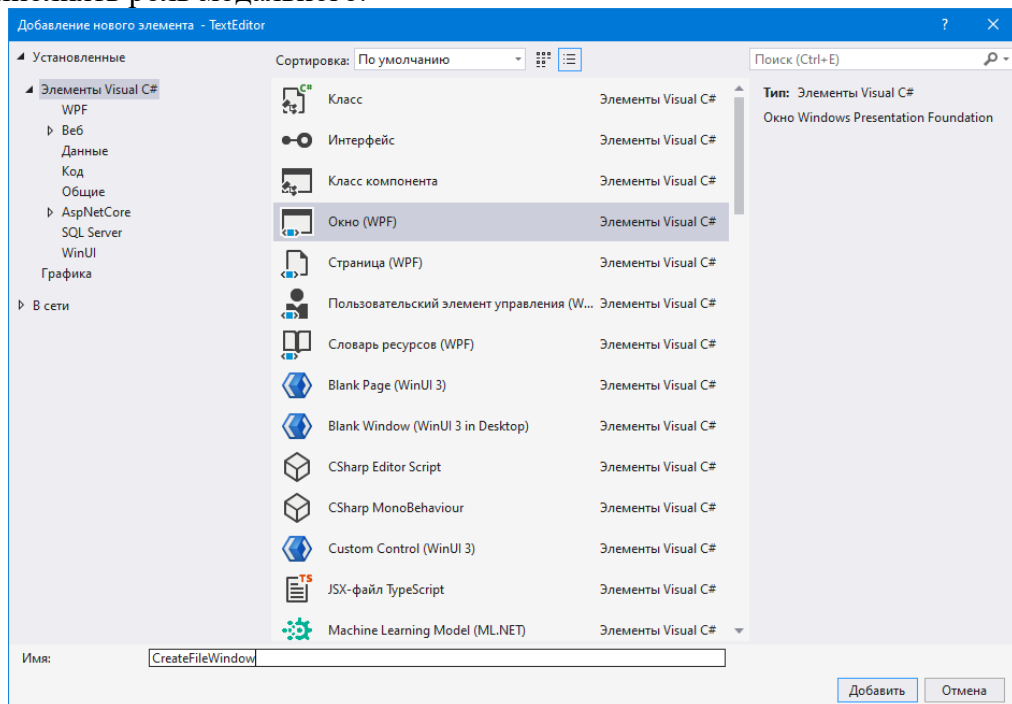 Добавление нового элемента - TextEditor
? ×
Установленные
Элементы Visual C#
WPF
Веб
Данные
Код
Общие
AspNetCore
SQL Server
WinUI
Графика
В сети
Сортировка: По умолчанию
Класс Элементы Visual C#
Интерфейс Элементы Visual C#
Класс компонента Элементы Visual C#
Окно (WPF) Элементы Visual C#
Страница (WPF) Элементы Visual C#
Пользовательский элемент управления (W... Элементы Visual C#
Словарь ресурсов (WPF) Элементы Visual C#
Blank Page (WinUI 3) Элементы Visual C#
Blank Window (WinUI 3 in Desktop) Элементы Visual C#
CSharp Editor Script Элементы Visual C#
CSharp MonoBehaviour Элементы Visual C#
Custom Control (WinUI 3) Элементы Visual C#
JSX-файл TypeScript Элементы Visual C#
Machine Learning Model (ML.NET) Элементы Visual C#
Поиск (Ctrl+E)
Тип: Элементы Visual C#
Окно Windows Presentation Foundation
Имя: CreateFileWindow
Добавить Отмена